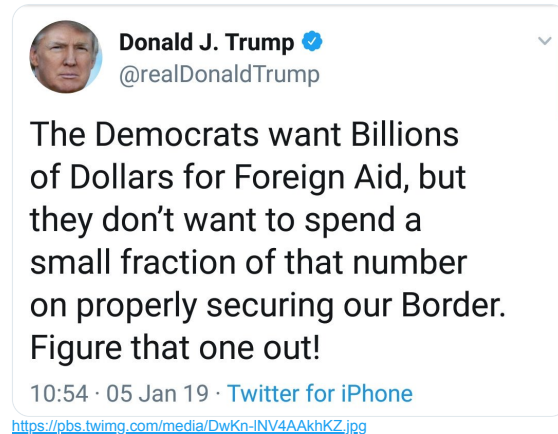 Donald J. Trump
@realDonaldTrump
The Democrats want Billions
of Dollars for Foreign Aid, but
they don’t want to spend a
small fraction of that number
on properly securing our Border.
Figure that one out!
10:54 · 05 Jan 19 · Twitter for iPhone
https://pbs.twimg.com/media/DwKn-lNV4AAkhKZ.jpg